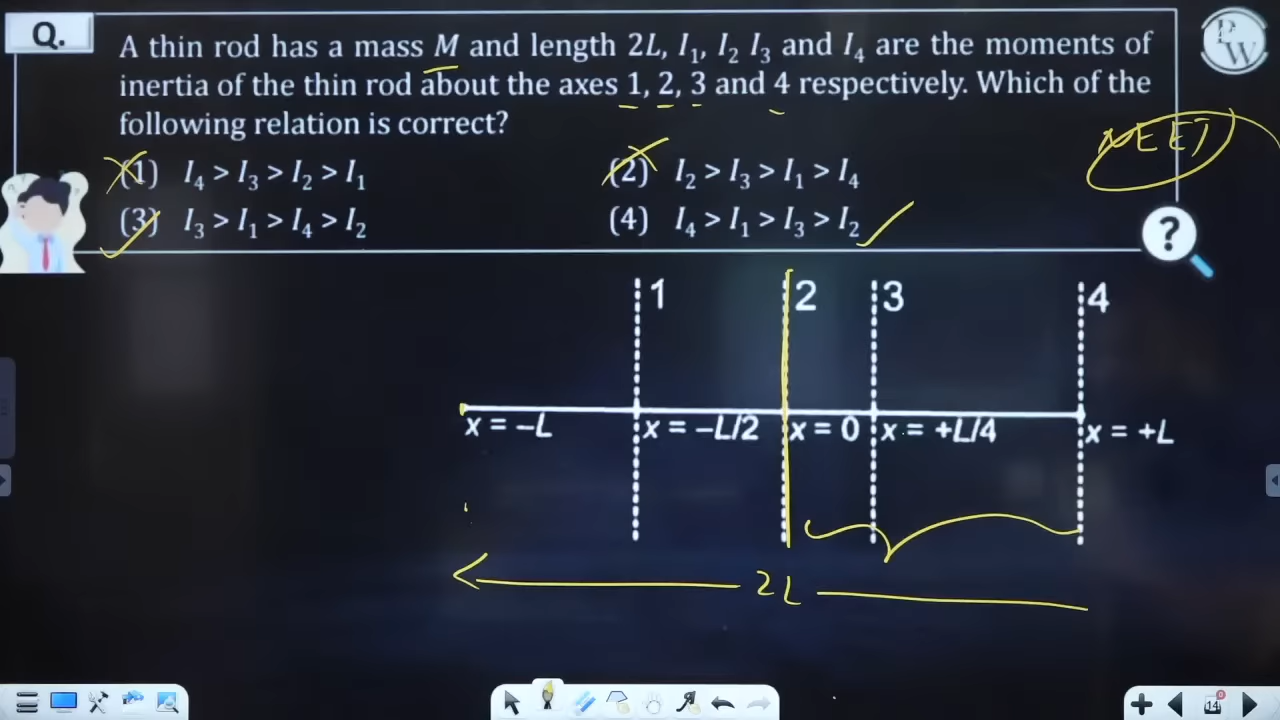 Q.
A thin rod has a mass M and length 2L, I₁, I₂ I₃ and I₄ are the moments of
inertia of the thin rod about the axes 1, 2, 3 and 4 respectively. Which of the
following relation is correct?
(1) I₄ > I₃ > I₂ > I₁
(2) I₂ > I₃ > I₁ > I₄
(3) I₃ > I₁ > I₄ > I₂
(4) I₄ > I₁ > I₃ > I₂
P W
NEET
?
1 2 3 4
x = –L x = –L/2 x = 0 x = +L/4 x = +L
2L
14